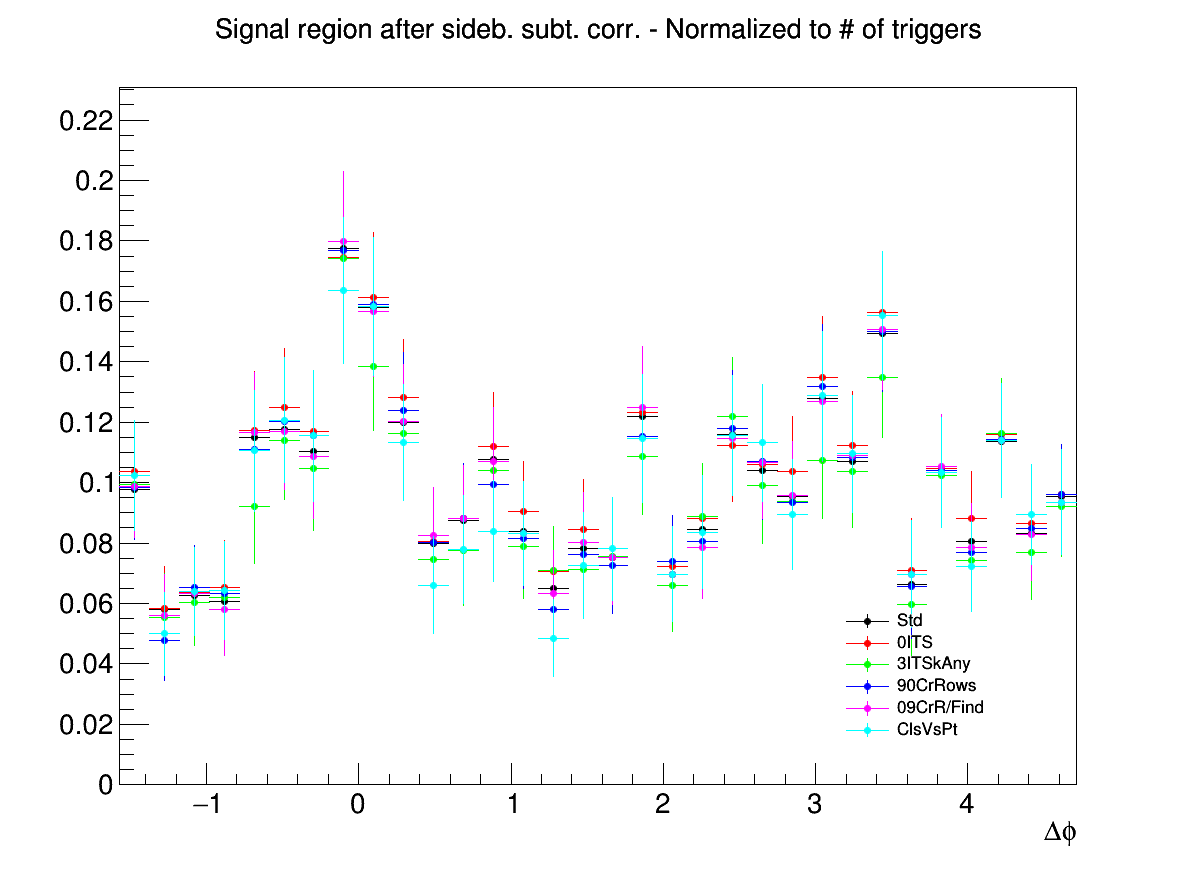 Signal region after sideb. subt. corr. - Normalized to # of triggers
0.22
0.2
0.18
0.16
0.14
0.12
0.1
0.08
0.06
0.04
0.02
0
Std
0ITS
3ITSkAny
90CrRows
09CrR/Find
ClsVsPt
−1 0 1 2 3 4
Δϕ